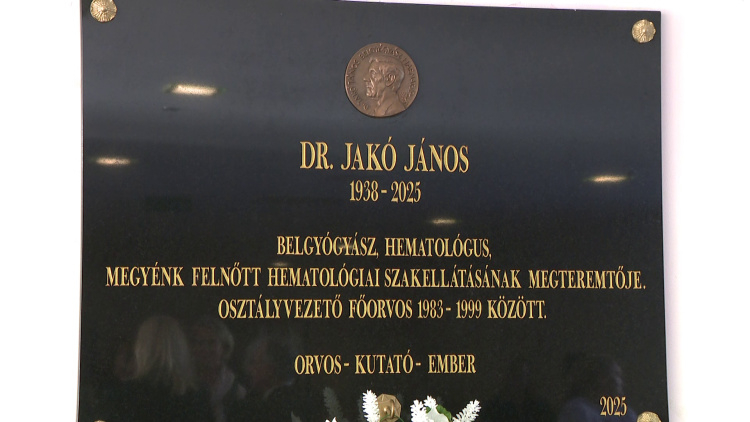 DR. JAKÓ JÁNOS
1938 - 2025
BELGYÓGYÁSZ, HEMATOLÓGUS,
MEGYÉNK FELNŐTT HEMATOLÓGIAI SZAKELLÁTÁSÁNAK MEGTEREMTŐJE.
OSZTÁLYVEZETŐ FŐORVOS 1983 - 1999 KÖZÖTT.
ORVOS - KUTATÓ - EMBER
2025